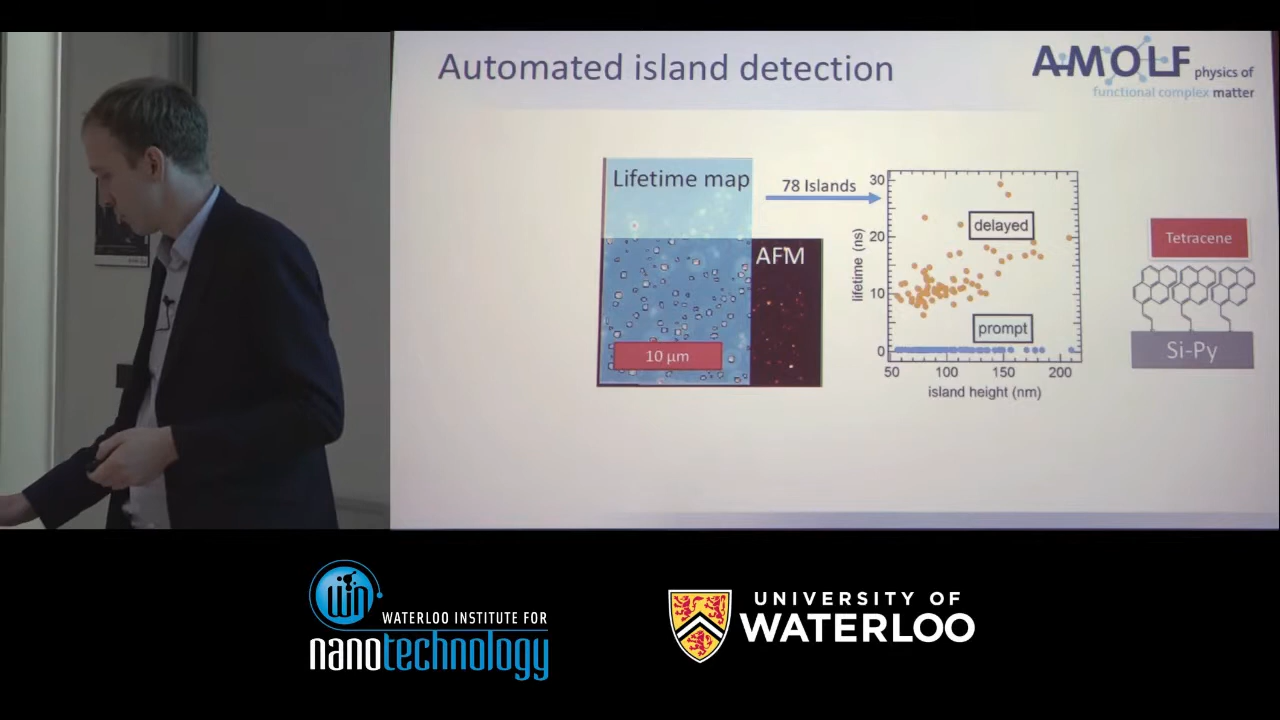 Automated island detection
AMOLF physics of
functional complex matter
Lifetime map
AFM
10 μm
78 Islands
30
20
10
0
lifetime (ns)
delayed
prompt
50
100
150
200
island height (nm)
Tetracene
Si-Py
WATERLOO INSTITUTE FOR
nanotechnology
UNIVERSITY OF
WATERLOO